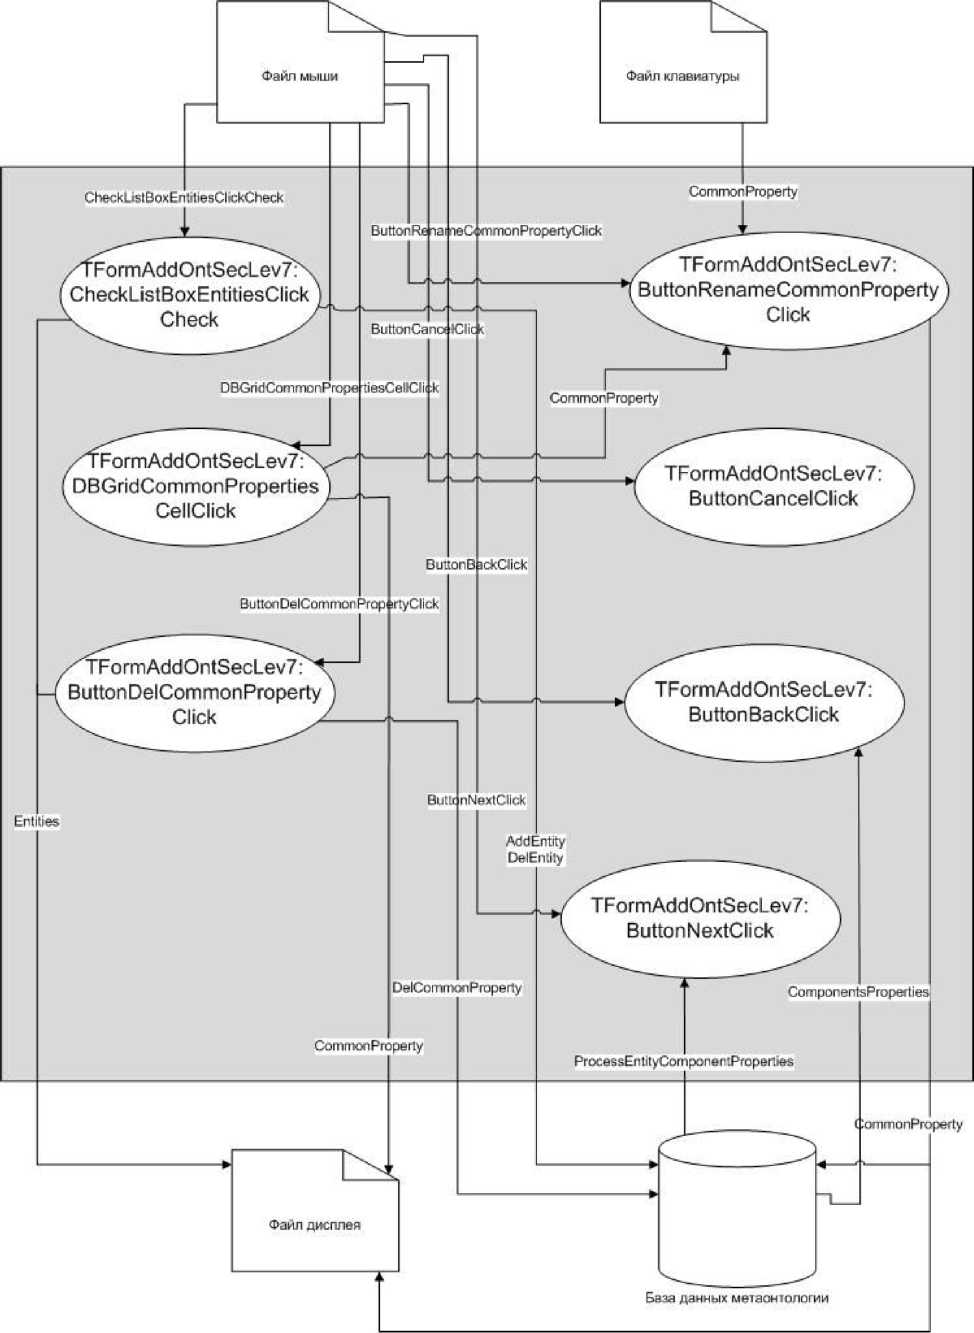 Файл мыши
Файл клавиатуры
CheckListBoxEntitiesClickCheck
CommonProperty
ButtonRenameCommonPropertyClick
TFormAddOntSecLev7:
CheckListBoxEntitiesClick
Check
TFormAddOntSecLev7:
ButtonRenameCommonProperty
Click
ButtonCancelClick
DBGridCommonPropertiesCellClick
CommonProperty
TFormAddOntSecLev7:
DBGridCommonProperties
CellClick
TFormAddOntSecLev7:
ButtonCancelClick
ButtonBackClick
ButtonDelCommonPropertyClick
TFormAddOntSecLev7:
ButtonDelCommonProperty
Click
TFormAddOntSecLev7:
ButtonBackClick
ButtonNextClick
Entities
AddEntity
DelEntity
TFormAddOntSecLev7:
ButtonNextClick
DelCommonProperty
ComponentsProperties
CommonProperty
ProcessEntityComponentProperties
CommonProperty
Файл дисплея
База данных метаонтологии